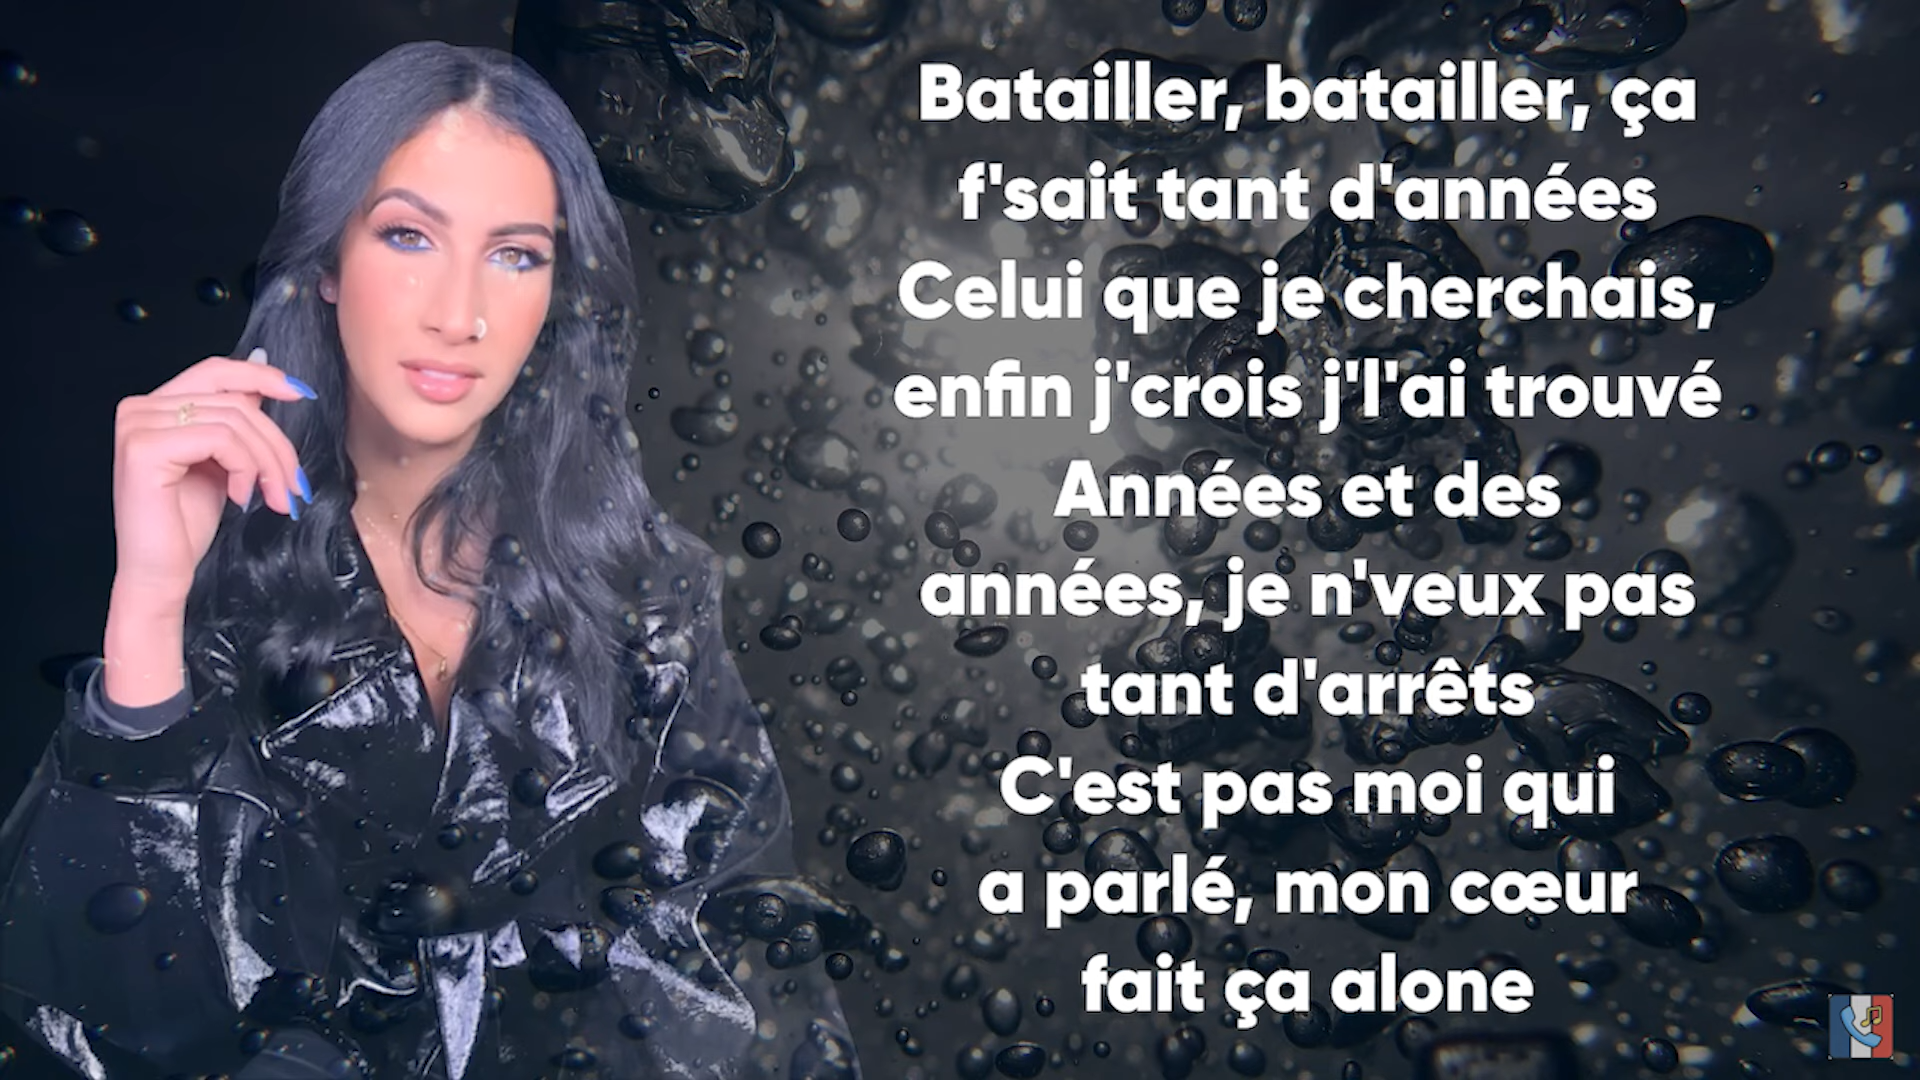 Batailler, batailler, ça
f'sait tant d'années
Celui que je cherchais,
enfin j'crois j'l'ai trouvé
Années et des
années, je n'veux pas
tant d'arrêts
C'est pas moi qui
a parlé, mon cœur
fait ça alone